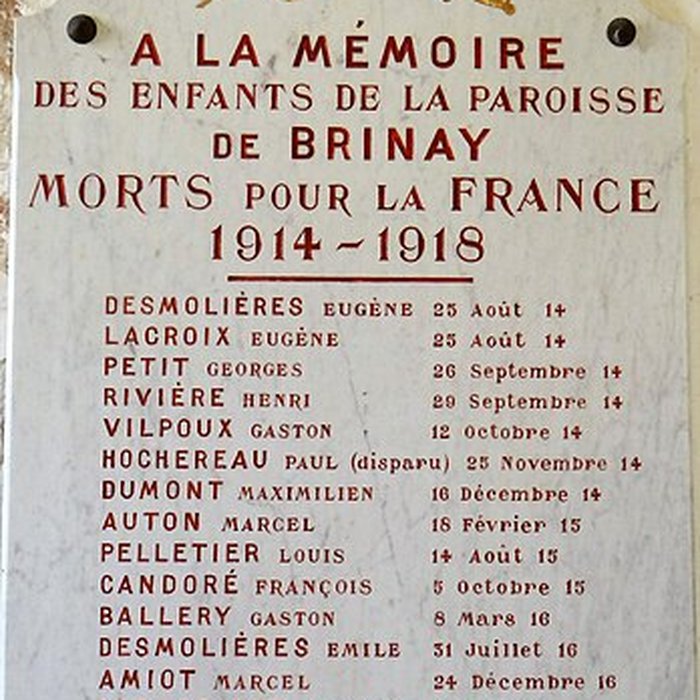 A LA MÉMOIRE
DES ENFANTS DE LA PAROISSE
DE BRINAY
MORTS POUR LA FRANCE
1914 - 1918
DESMOLIÈRES EUGÈNE 25 Août 14
LACROIX EUGÈNE 25 Août 14
PETIT GEORGES 26 Septembre 14
RIVIÈRE HENRI 29 Septembre 14
VILPOUX GASTON 12 Octobre 14
HOCHEREAU PAUL (disparu) 25 Novembre 14
DUMONT MAXIMILIEN 16 Décembre 14
AUTON MARCEL 18 Février 15
PELLETIER LOUIS 14 Août 15
CANDORÉ FRANÇOIS 5 Octobre 15
BALLERY GASTON 8 Mars 16
DESMOLIÈRES EMILE 31 Juillet 16
AMIOT MARCEL 24 Décembre 16